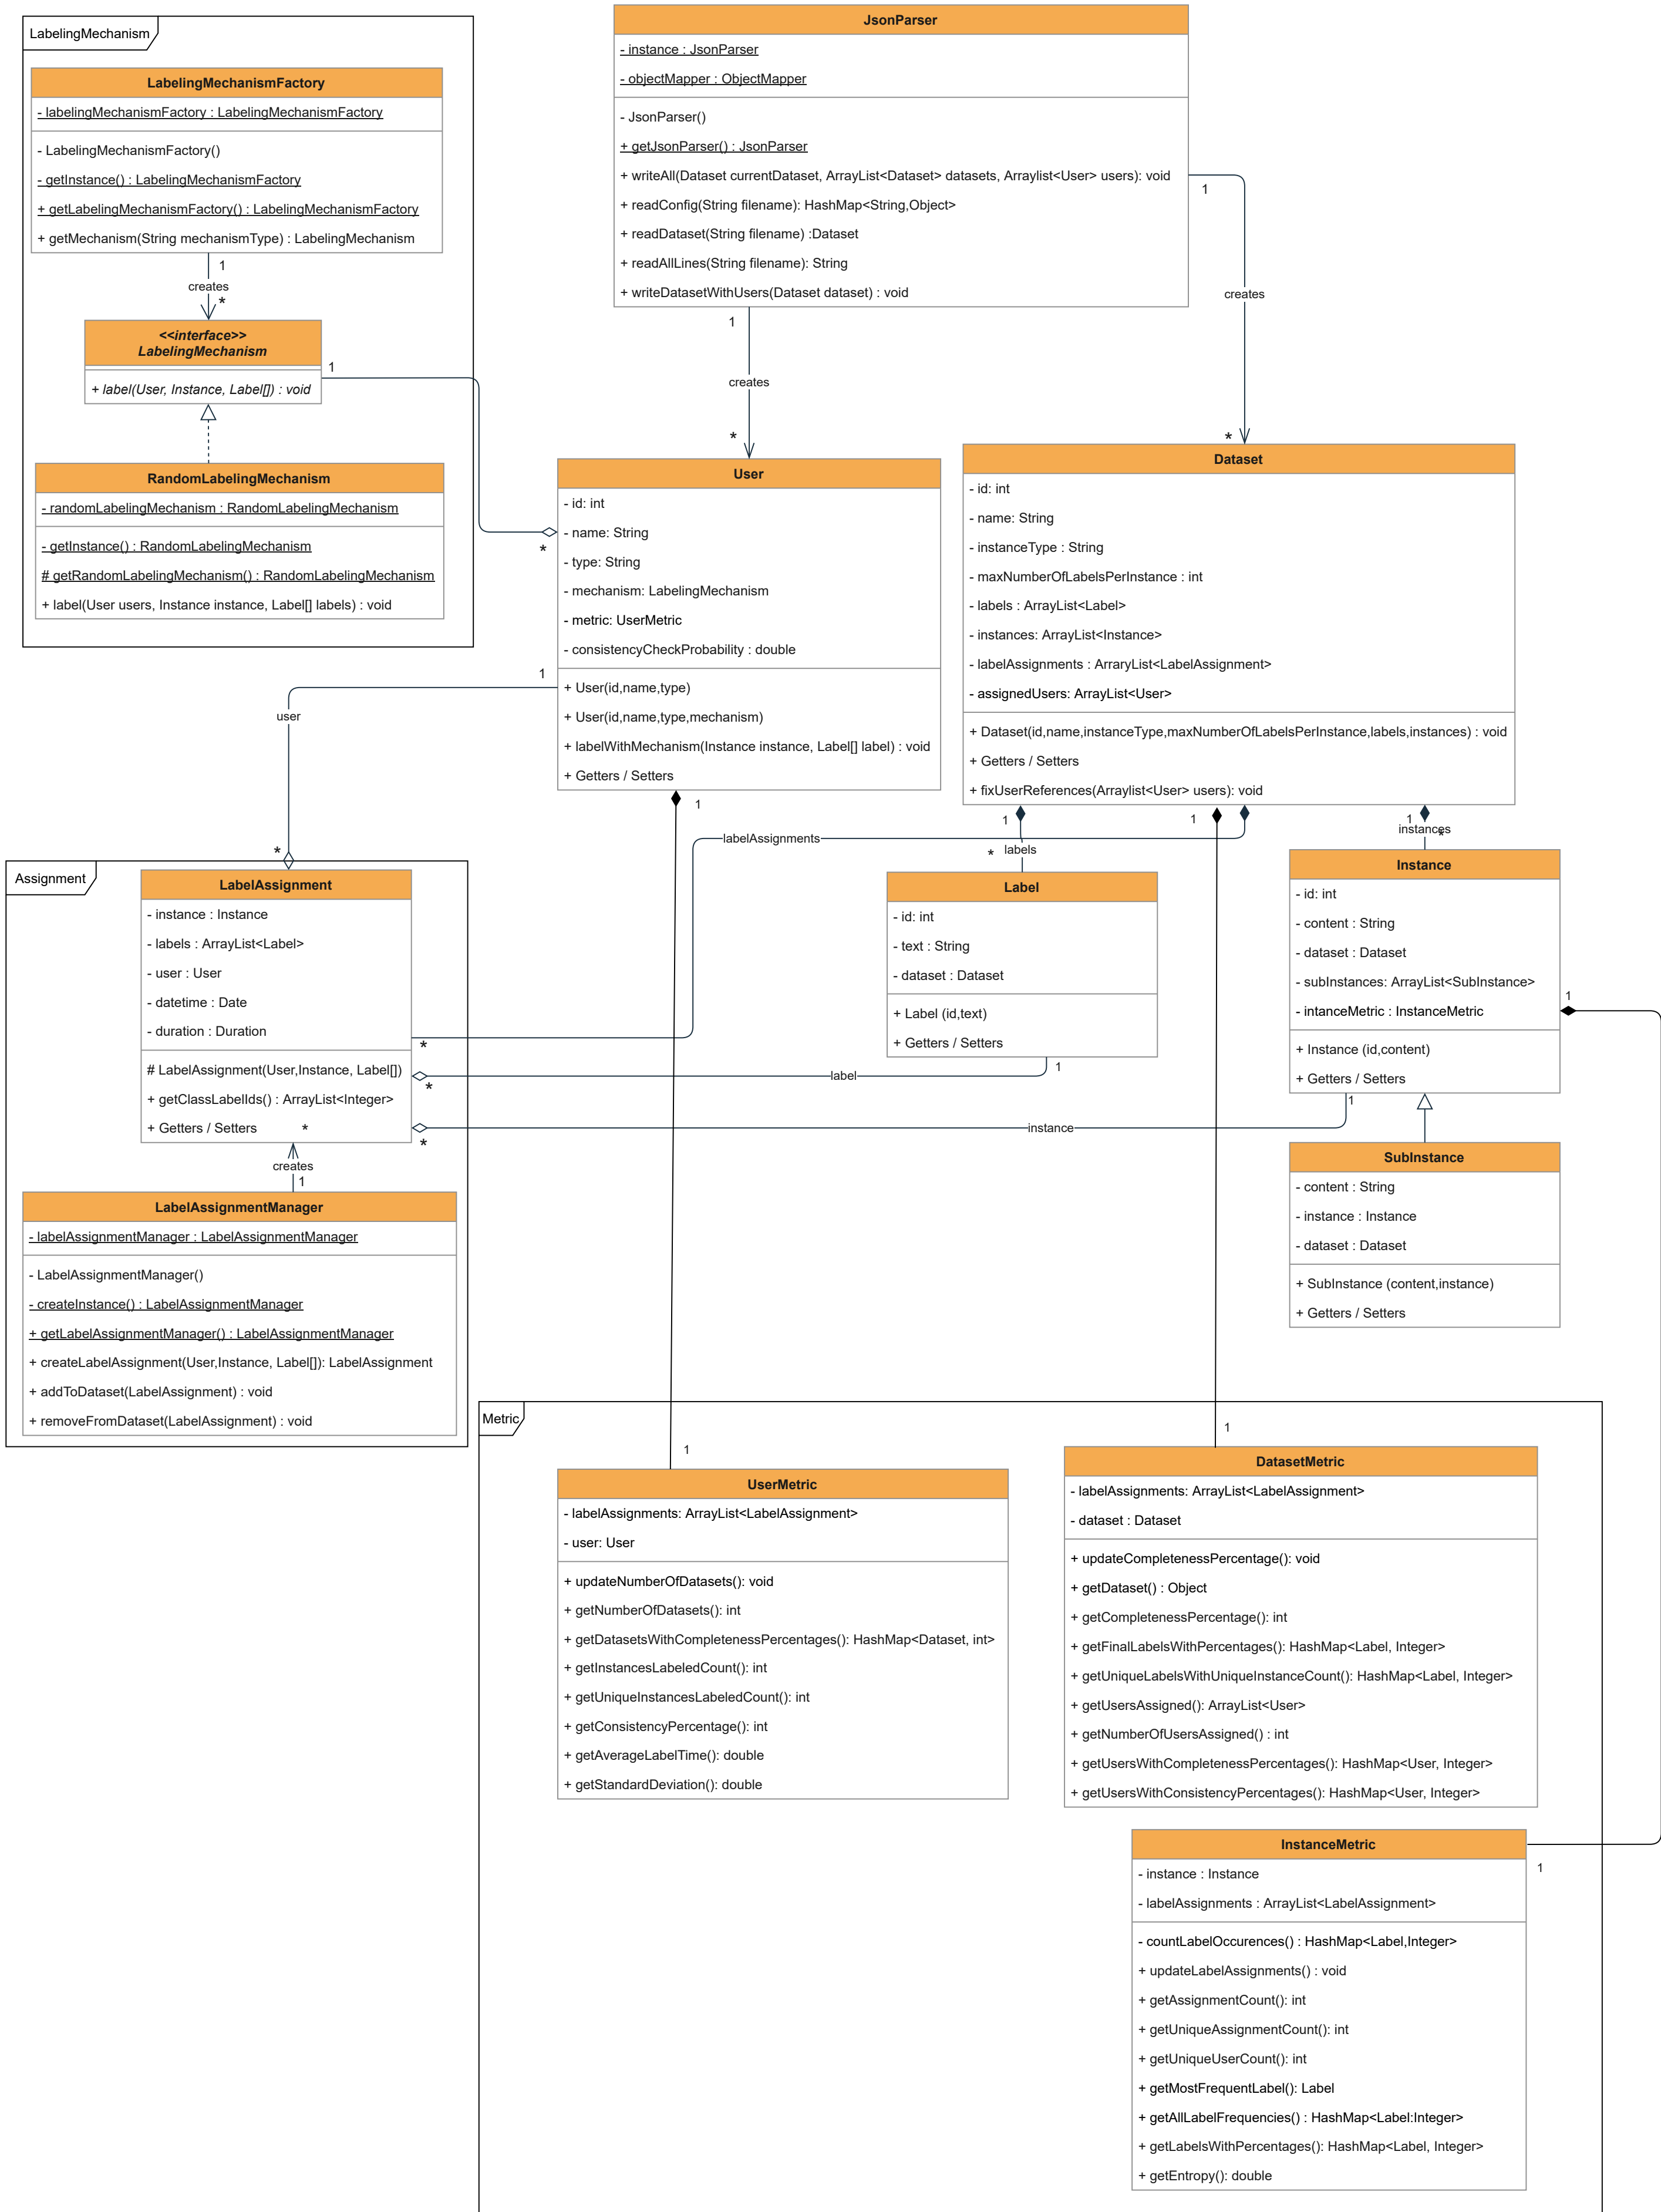 LabelingMechanism
LabelingMechanismFactory
- labelingMechanismFactory : LabelingMechanismFactory
- LabelingMechanismFactory()
- getInstance() : LabelingMechanismFactory
+ getLabelingMechanismFactory() : LabelingMechanismFactory
+ getMechanism(String mechanismType) : LabelingMechanism
1
creates
*
<<interface>>
LabelingMechanism
+ label(User, Instance, Label[]) : void
1
*
RandomLabelingMechanism
- randomLabelingMechanism : RandomLabelingMechanism
- getInstance() : RandomLabelingMechanism
# getRandomLabelingMechanism() : RandomLabelingMechanism
+ label(User users, Instance instance, Label[] labels) : void
JsonParser
- instance : JsonParser
- objectMapper : ObjectMapper
- JsonParser()
+ getJsonParser() : JsonParser
+ writeAll(Dataset currentDataset, ArrayList<Dataset> datasets, Arraylist<User> users): void
+ readConfig(String filename): HashMap<String,Object>
+ readDataset(String filename) :Dataset
+ readAllLines(String filename): String
+ writeDatasetWithUsers(Dataset dataset) : void
1
creates
*
1
creates
*
User
- id: int
- name: String
- type: String
- mechanism: LabelingMechanism
- metric: UserMetric
- consistencyCheckProbability : double
+ User(id,name,type)
+ User(id,name,type,mechanism)
+ labelWithMechanism(Instance instance, Label[] label) : void
+ Getters / Setters
Dataset
- id: int
- name: String
- instanceType : String
- maxNumberOfLabelsPerInstance : int
- labels : ArrayList<Label>
- instances: ArrayList<Instance>
- labelAssignments : ArraryList<LabelAssignment>
- assignedUsers: ArrayList<User>
+ Dataset(id,name,instanceType,maxNumberOfLabelsPerInstance,labels,instances) : void
+ Getters / Setters
+ fixUserReferences(Arraylist<User> users): void
1
user
*
1
labelAssignments
*
1
labels
*
1
1
instances
*
Assignment
LabelAssignment
- instance : Instance
- labels : ArrayList<Label>
- user : User
- datetime : Date
- duration : Duration
# LabelAssignment(User,Instance, Label[])
+ getClassLabelIds() : ArrayList<Integer>
+ Getters / Setters
*
creates
1
LabelAssignmentManager
- labelAssignmentManager : LabelAssignmentManager
- LabelAssignmentManager()
- createInstance() : LabelAssignmentManager
+ getLabelAssignmentManager() : LabelAssignmentManager
+ createLabelAssignment(User,Instance, Label[]): LabelAssignment
+ addToDataset(LabelAssignment) : void
+ removeFromDataset(LabelAssignment) : void
Label
- id: int
- text : String
- dataset : Dataset
+ Label (id,text)
+ Getters / Setters
1
label
*
Instance
- id: int
- content : String
- dataset : Dataset
- subInstances: ArrayList<SubInstance>
- intanceMetric : InstanceMetric
+ Instance (id,content)
+ Getters / Setters
1
1
instance
*
SubInstance
- content : String
- instance : Instance
- dataset : Dataset
+ SubInstance (content,instance)
+ Getters / Setters
Metric
1
UserMetric
- labelAssignments: ArrayList<LabelAssignment>
- user: User
+ updateNumberOfDatasets(): void
+ getNumberOfDatasets(): int
+ getDatasetsWithCompletenessPercentages(): HashMap<Dataset, int>
+ getInstancesLabeledCount(): int
+ getUniqueInstancesLabeledCount(): int
+ getConsistencyPercentage(): int
+ getAverageLabelTime(): double
+ getStandardDeviation(): double
1
DatasetMetric
- labelAssignments: ArrayList<LabelAssignment>
- dataset : Dataset
+ updateCompletenessPercentage(): void
+ getDataset() : Object
+ getCompletenessPercentage(): int
+ getFinalLabelsWithPercentages(): HashMap<Label, Integer>
+ getUniqueLabelsWithUniqueInstanceCount(): HashMap<Label, Integer>
+ getUsersAssigned(): ArrayList<User>
+ getNumberOfUsersAssigned() : int
+ getUsersWithCompletenessPercentages(): HashMap<User, Integer>
+ getUsersWithConsistencyPercentages(): HashMap<User, Integer>
InstanceMetric
1
- instance : Instance
- labelAssignments : ArrayList<LabelAssignment>
- countLabelOccurences() : HashMap<Label,Integer>
+ updateLabelAssignments() : void
+ getAssignmentCount(): int
+ getUniqueAssignmentCount(): int
+ getUniqueUserCount(): int
+ getMostFrequentLabel(): Label
+ getAllLabelFrequencies() : HashMap<Label:Integer>
+ getLabelsWithPercentages(): HashMap<Label, Integer>
+ getEntropy(): double